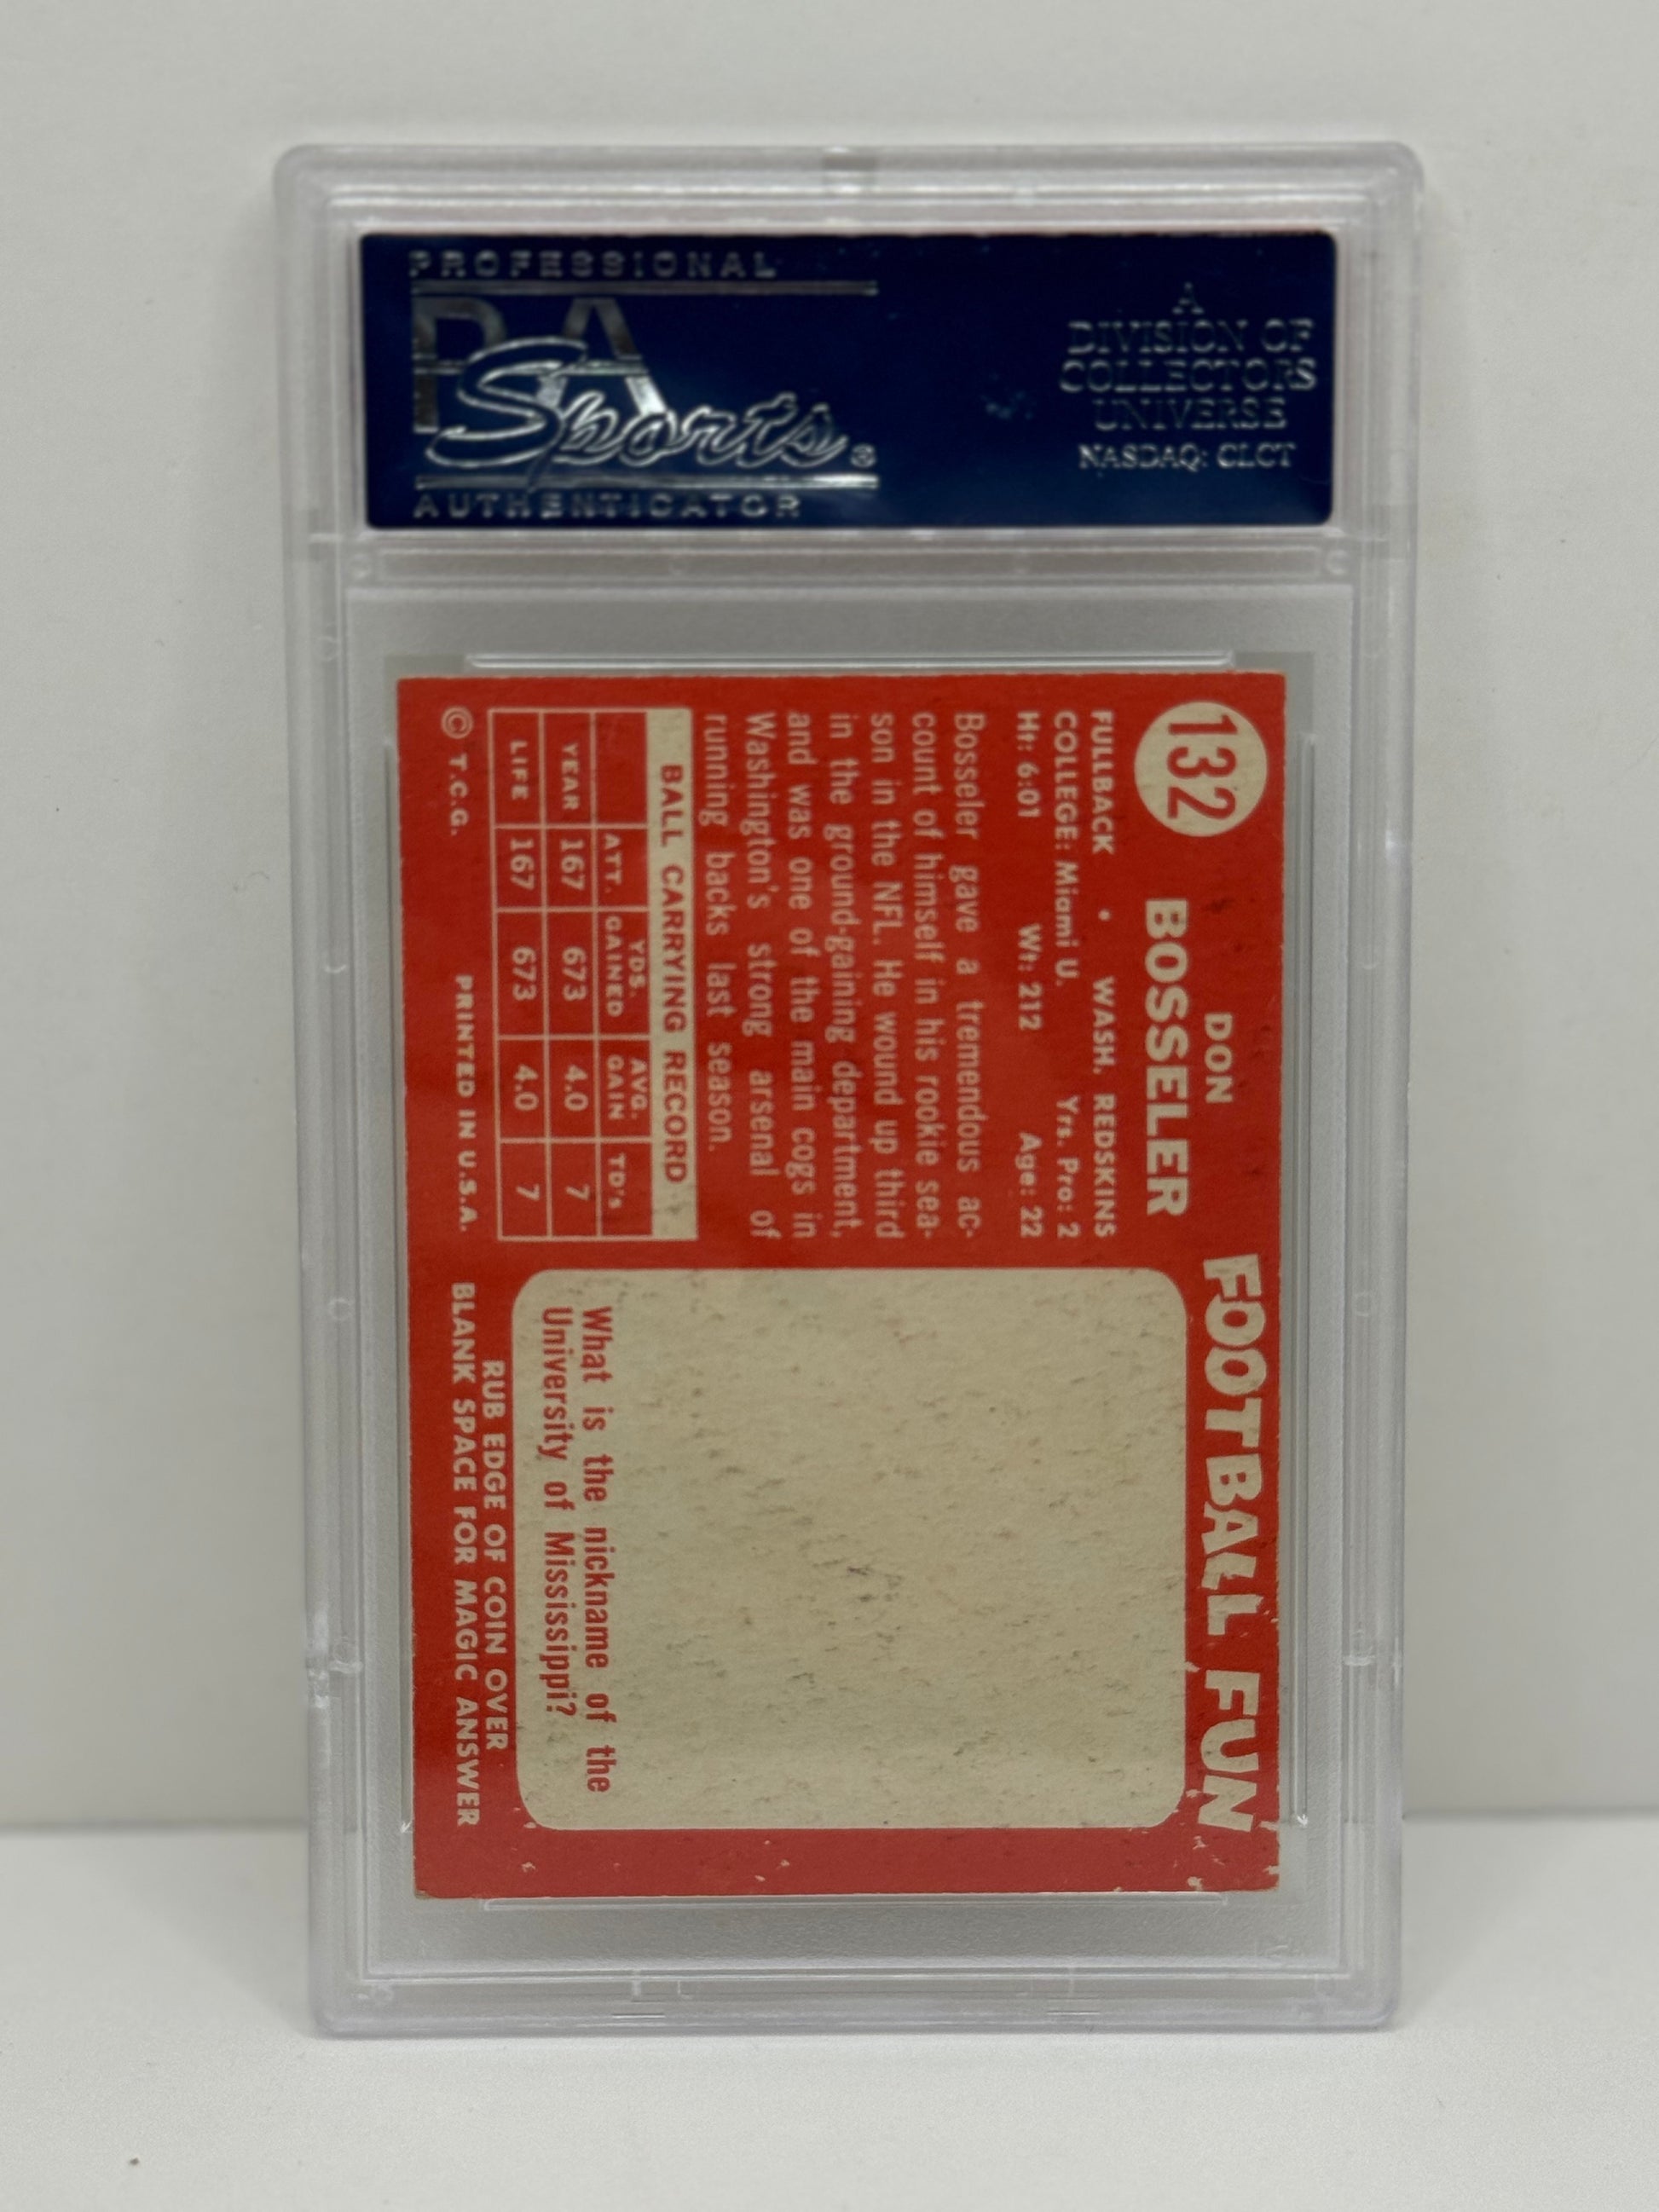 PROFESSIONAL
PSA
Sports®
AUTHENTICATOR
A
DIVISION OF
COLLECTORS
UNIVERSE
NASDAQ: CLCT
132
DON
BOSSELER
FULLBACK • WASH. REDSKINS
COLLEGE: Miami U. Yrs. Pro: 2
Ht: 6:01 Wt: 212 Age: 22
Bosseler gave a tremendous ac-
count of himself in his rookie sea-
son in the NFL. He wound up third
in the ground-gaining department,
and was one of the main cogs in
Washington's strong arsenal of
running backs last season.
BALL CARRYING RECORD
ATT. YDS. GAINED AVG. GAIN TD's
YEAR 167 673 4.0 7
LIFE 167 673 4.0 7
© T.C.G. PRINTED IN U.S.A.
FOOTBALL FUN
What is the nickname of the
University of Mississippi?
RUB EDGE OF COIN OVER
BLANK SPACE FOR MAGIC ANSWER